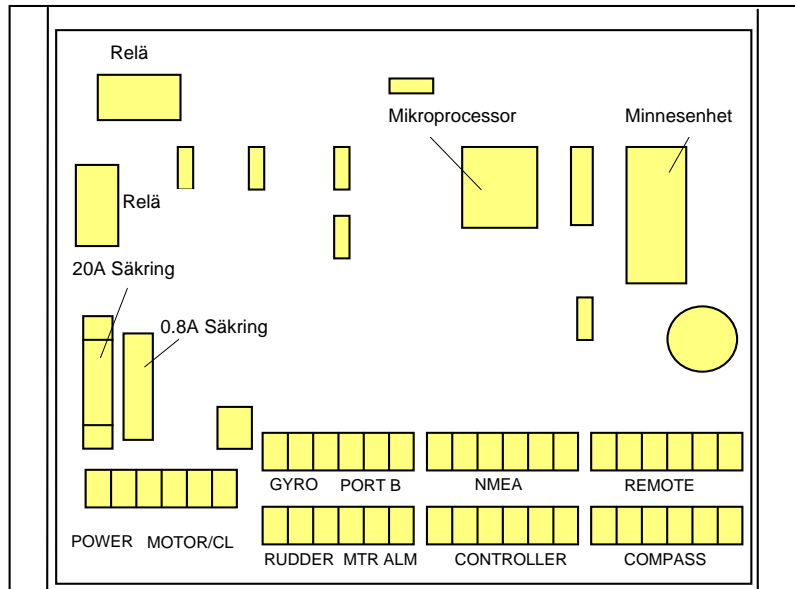 Relä
Mikroprocessor
Minnesenhet
Relä
20A Säkring
0.8A Säkring
GYRO PORT B
NMEA
REMOTE
POWER MOTOR/CL
RUDDER MTR ALM
CONTROLLER
COMPASS